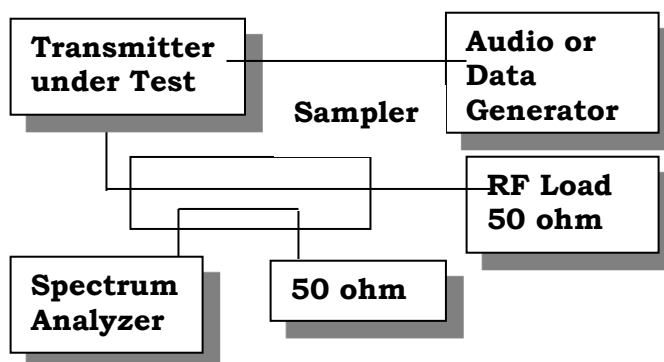 Transmitter
under Test
Audio or
Data
Generator
Sampler
RF Load
50 ohm
Spectrum
Analyzer
50 ohm